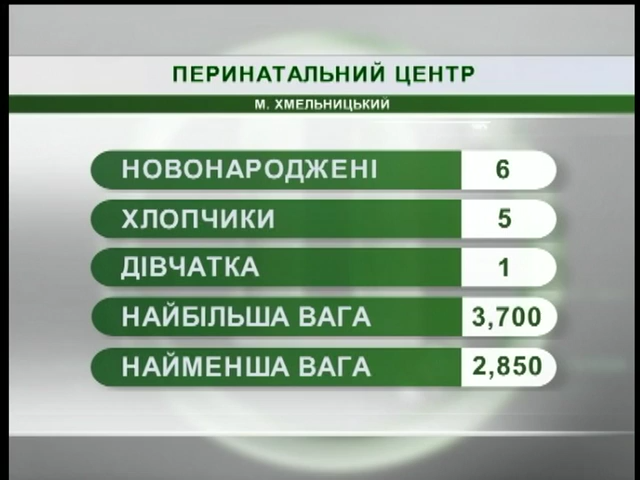 ПЕРИНАТАЛЬНИЙ ЦЕНТР
М. ХМЕЛЬНИЦЬКИЙ
НОВОНАРОДЖЕНІ 6
ХЛОПЧИКИ 5
ДІВЧАТКА 1
НАЙБІЛЬША ВАГА 3,700
НАЙМЕНША ВАГА 2,850